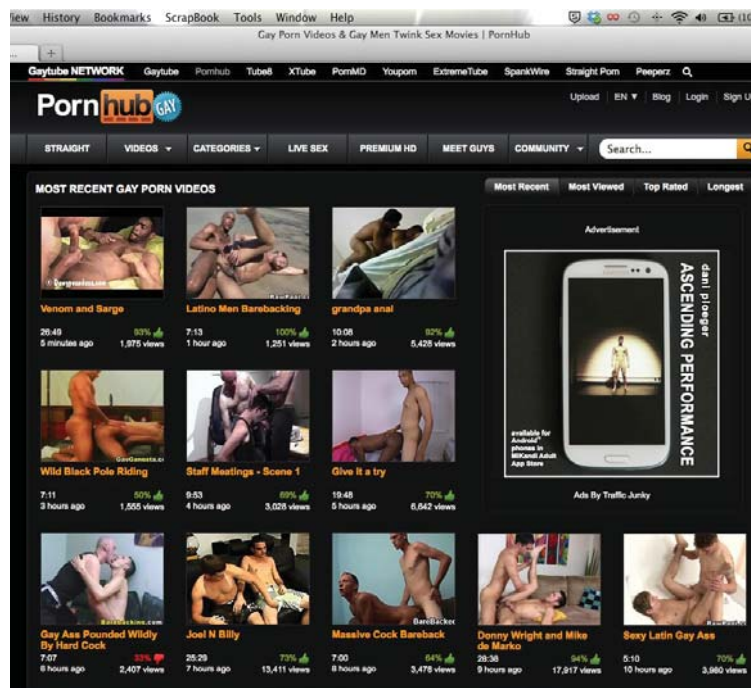 View History Bookmarks ScrapBook Tools Window Help
Gay Porn Videos & Gay Men Twink Sex Movies | PornHub
Gaytube NETWORK Gaytube Pornhub Tube8 XTube PornMD Youporn ExtremeTube SpankWire Straight Porn Peeperz
Pornhub GAY
Upload EN Blog Login Sign U
STRAIGHT VIDEOS CATEGORIES LIVE SEX PREMIUM HD MEET GUYS COMMUNITY Search...
MOST RECENT GAY PORN VIDEOS
Most Recent Most Viewed Top Rated Longest
Advertisement
Venom and Sarge
26:49 93%
5 minutes ago 1,975 views
Latino Men Barebacking
7:13 100%
1 hour ago 1,251 views
grandpa anal
10:08 92%
2 hours ago 5,428 views
dani ploeger
ASCENDING PERFORMANCE
available for
Android
phones in
MiKandi Adult
App Store
Ads By Traffic Junky
Wild Black Pole Riding
7:11 50%
3 hours ago 1,555 views
Staff Meatings - Scene 1
9:53 69%
4 hours ago 3,028 views
Give it a try
19:48 70%
5 hours ago 6,642 views
Gay Ass Pounded Wildly
By Hard Cock
7:07 33%
6 hours ago 2,407 views
Joel N Billy
25:29 73%
7 hours ago 13,411 views
Massive Cock Bareback
7:00 64%
8 hours ago 3,478 views
Donny Wright and Mike
de Marko
28:38 94%
9 hours ago 17,917 views
Sexy Latin Gay Ass
5:10 70%
10 hours ago 3,980 views